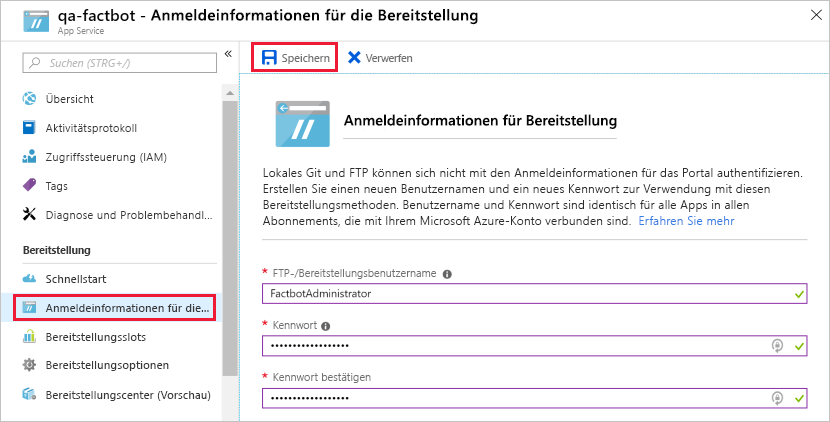 qa-factbot - Anmeldeinformationen für die Bereitstellung
App Service
Suchen (STRG+/)
«
Übersicht
Aktivitätsprotokoll
Zugriffssteuerung (IAM)
Tags
Diagnose und Problembehandl...
Bereitstellung
Schnellstart
Anmeldeinformationen für die...
Bereitstellungsslots
Bereitstellungsoptionen
Bereitstellungscenter (Vorschau)
Speichern
Verwerfen
Anmeldeinformationen für Bereitstellung
Lokales Git und FTP können sich nicht mit den Anmeldeinformationen für das Portal authentifizieren.
Erstellen Sie einen neuen Benutzernamen und ein neues Kennwort zur Verwendung mit diesen
Bereitstellungsmethoden. Benutzername und Kennwort sind identisch für alle Apps in allen
Abonnements, die mit Ihrem Microsoft Azure-Konto verbunden sind. Erfahren Sie mehr
* FTP-/Bereitstellungsbenutzername
FactbotAdministrator
* Kennwort
••••••••••••••••••
* Kennwort bestätigen
••••••••••••••••••